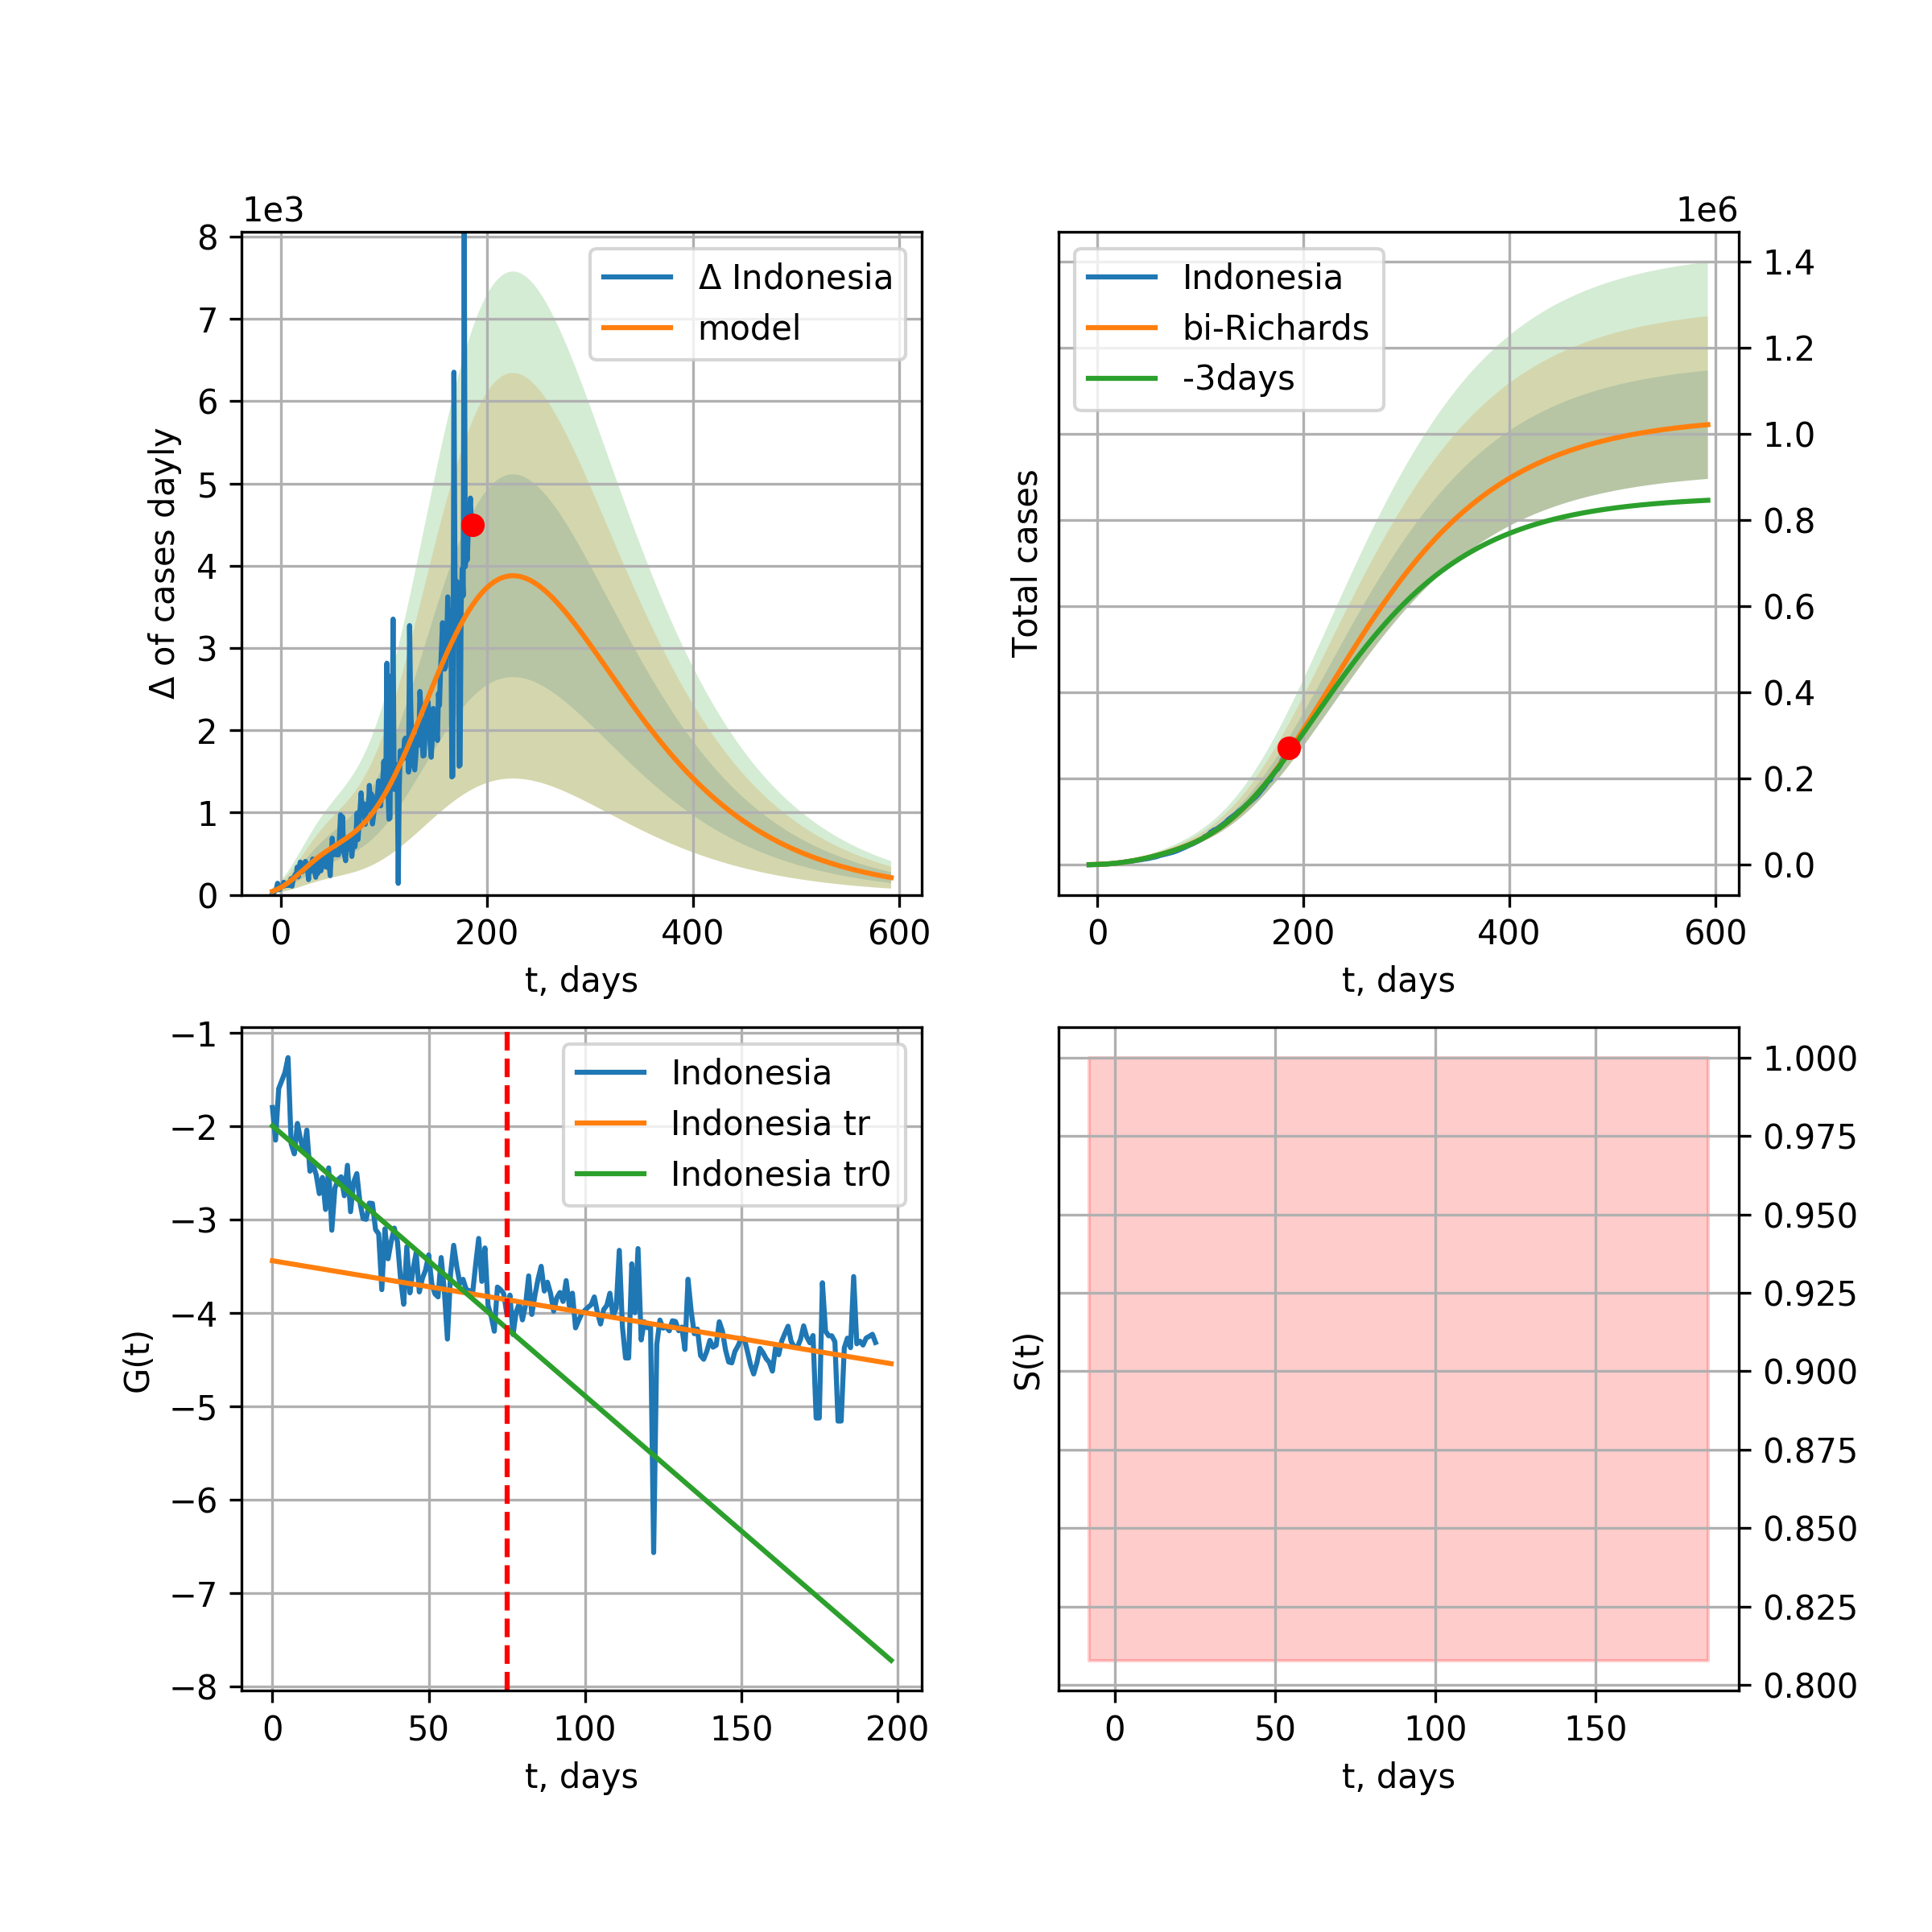 1e3
8
7
6
5
4
3
2
1
0
Δ of cases dayly
0 200 400 600
t, days
Δ Indonesia
model
1e6
1.4
1.2
1.0
0.8
0.6
0.4
0.2
0.0
Total cases
0 200 400 600
t, days
Indonesia
bi-Richards
-3days
−1
−2
−3
−4
−5
−6
−7
−8
G(t)
0 50 100 150 200
t, days
Indonesia
Indonesia tr
Indonesia tr0
1.000
0.975
0.950
0.925
0.900
0.875
0.850
0.825
0.800
S(t)
0 50 100 150
t, days